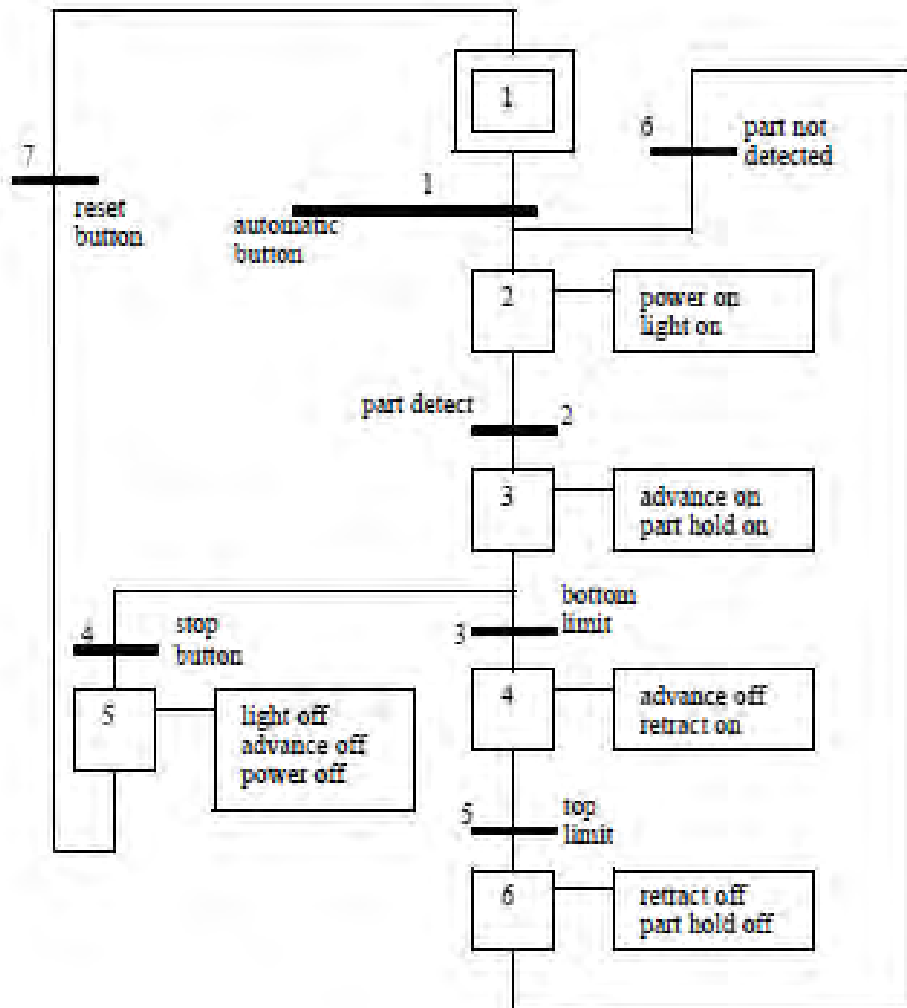 1
6
part not
detected
7
1
reset
button
automatic
button
2
power on
light on
part detect
2
3
advance on
part hold on
bottom
limit
3
4
stop
button
5
light off
advance off
power off
4
advance off
retract on
5
top
limit
6
retract off
part hold off